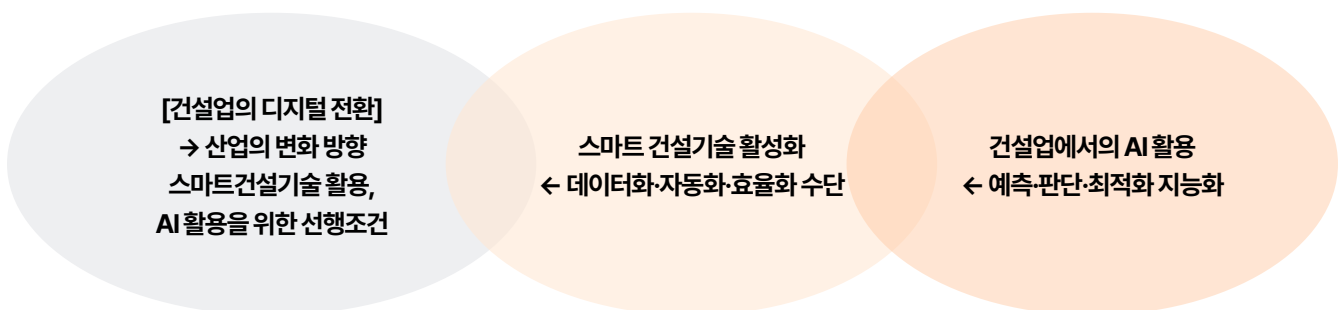 [건설업의 디지털 전환]
→ 산업의 변화 방향
스마트건설기술 활용,
AI 활용을 위한 선행조건
스마트 건설기술 활성화
← 데이터화·자동화·효율화 수단
건설업에서의 AI 활용
← 예측·판단·최적화 지능화